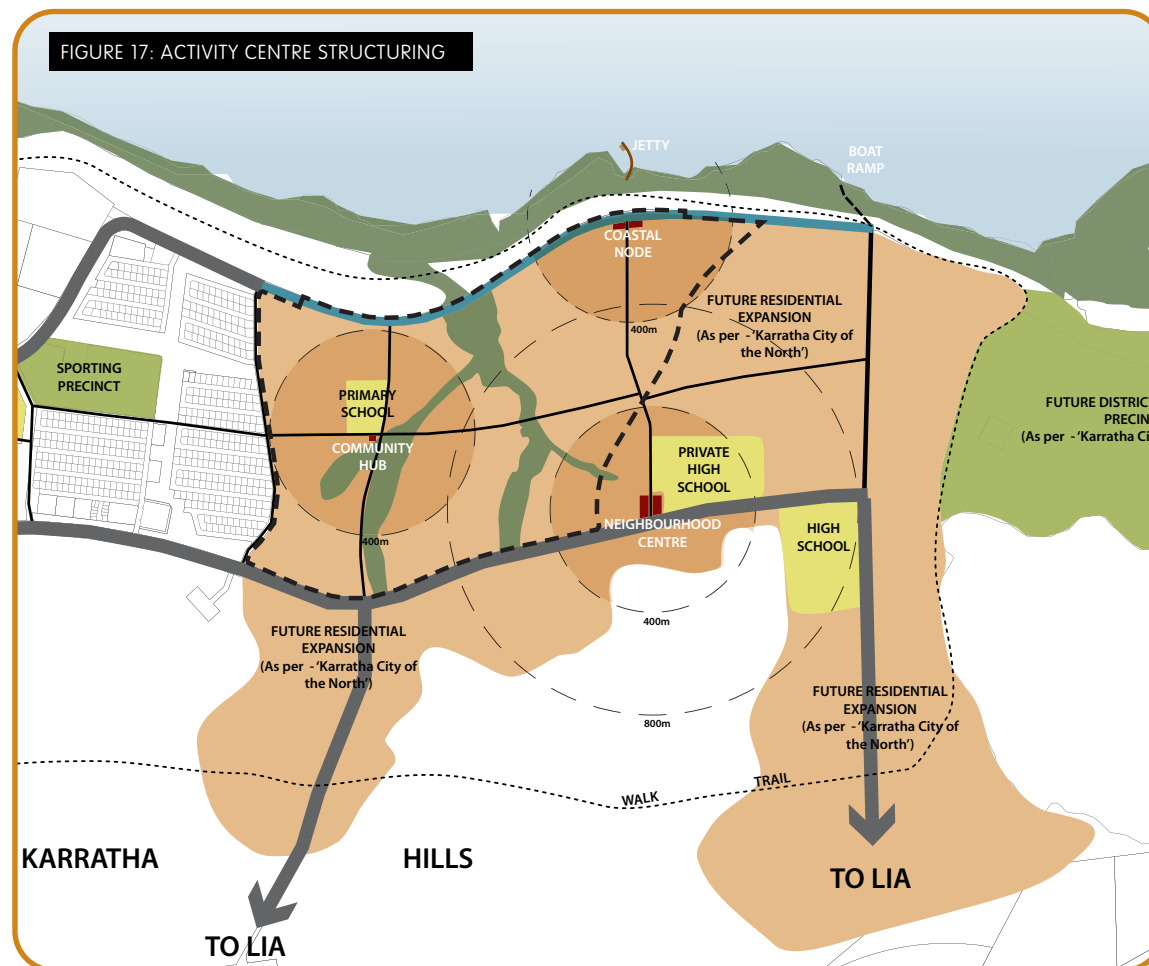 FIGURE 17: ACTIVITY CENTRE STRUCTURING
JETTY
BOAT
RAMP
COASTAL
NODE
FUTURE RESIDENTIAL
EXPANSION
(As per - 'Karratha City of
the North')
400m
SPORTING
PRECINCT
PRIMARY
SCHOOL
COMMUNITY
HUB
400m
FUTURE DISTRIC
PRECIN
(As per - 'Karratha Ci
PRIVATE
HIGH
SCHOOL
NEIGHBOURHOOD
CENTRE
HIGH
SCHOOL
400m
FUTURE RESIDENTIAL
EXPANSION
(As per - 'Karratha City of
the North')
FUTURE RESIDENTIAL
EXPANSION
(As per - 'Karratha City of
the North')
800m
WALK TRAIL
KARRATHA HILLS
TO LIA
TO LIA